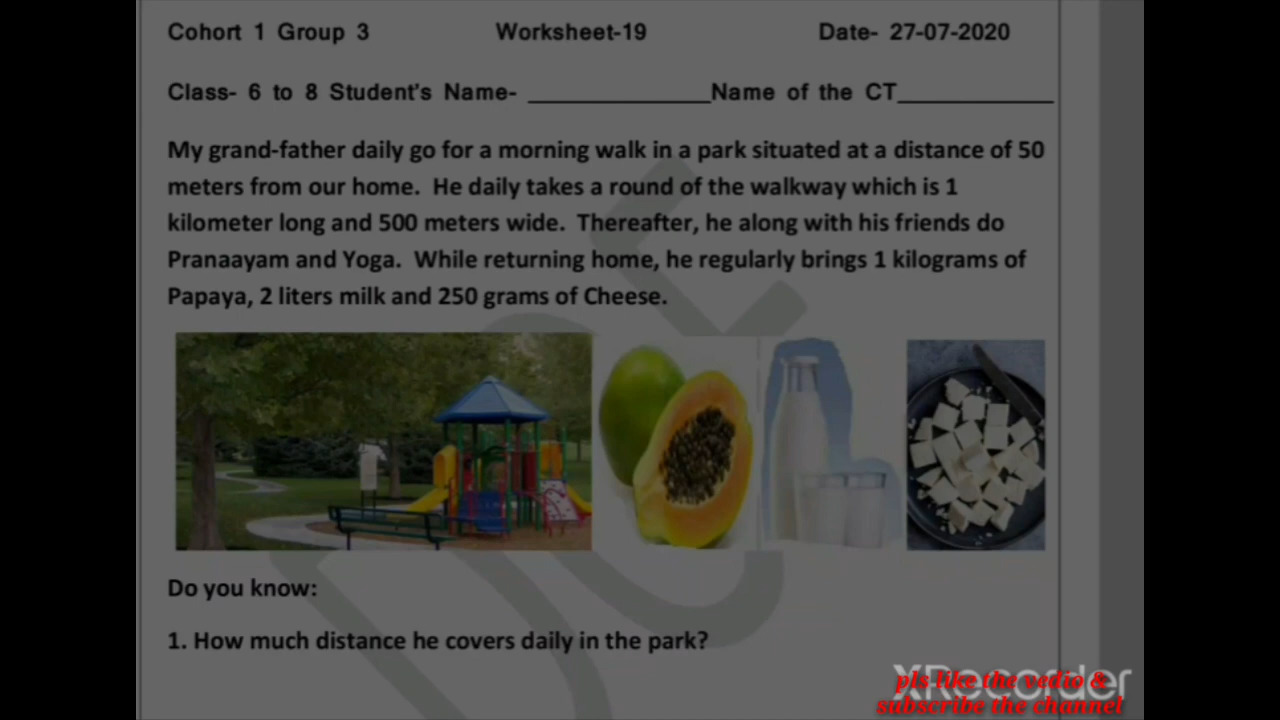 Cohort 1 Group 3 Worksheet-19 Date- 27-07-2020
Class- 6 to 8 Student's Name- _____________Name of the CT___________
My grand-father daily go for a morning walk in a park situated at a distance of 50
meters from our home. He daily takes a round of the walkway which is 1
kilometer long and 500 meters wide. Thereafter, he along with his friends do
Pranaayam and Yoga. While returning home, he regularly brings 1 kilograms of
Papaya, 2 liters milk and 250 grams of Cheese.
Do you know:
1. How much distance he covers daily in the park?
XRecorder
pls like the vedio &
subscribe the channel